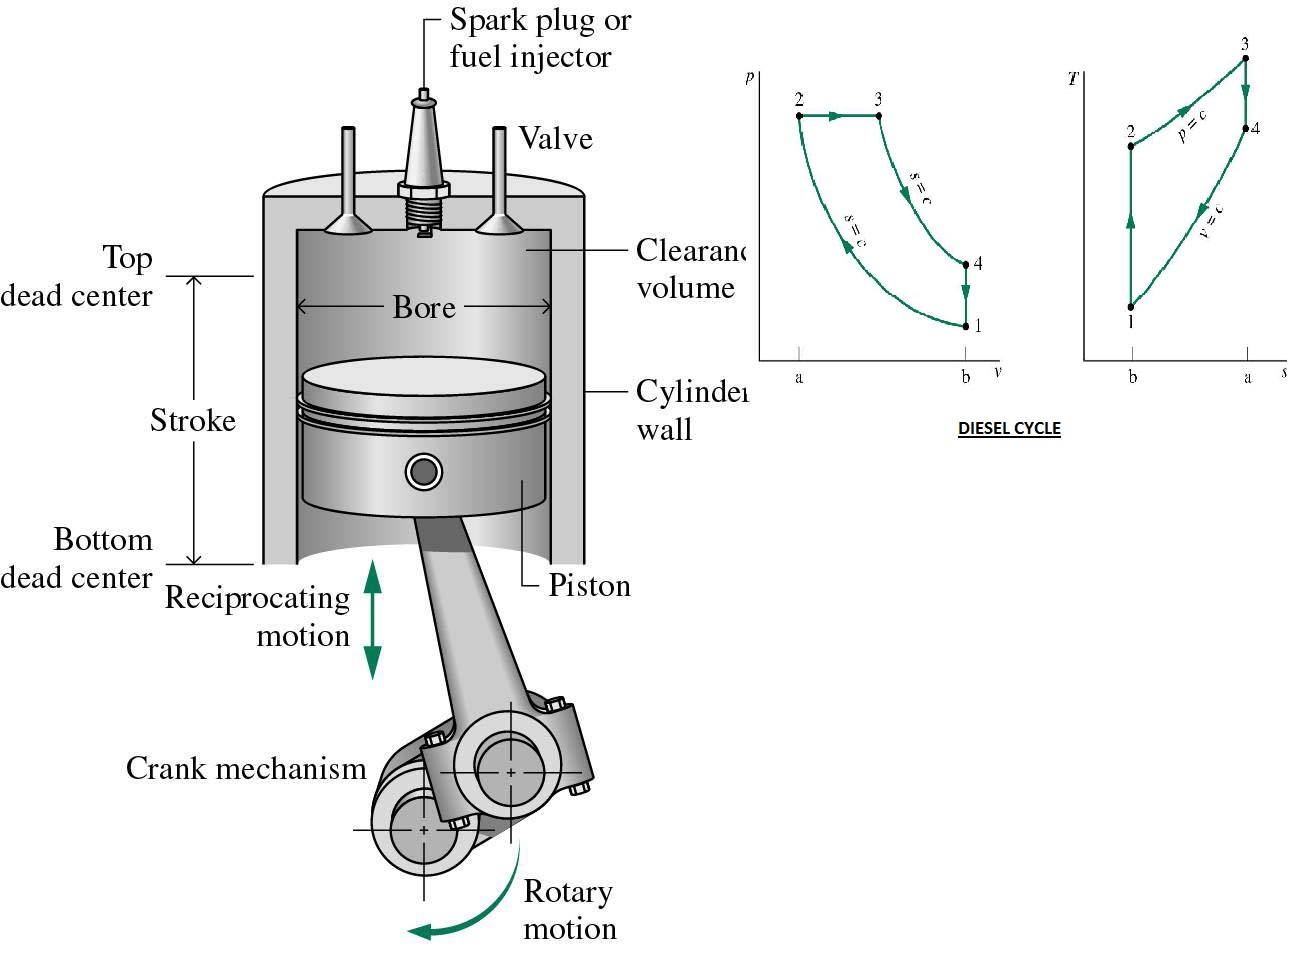 Spark plug or
fuel injector
Valve
Top
dead center
Clearanc
volume
Bore
Stroke
Cylinder
wall
Bottom
dead center
Reciprocating
motion
Piston
Crank mechanism
Rotary
motion
p
2
3
s = c
s = c
4
1
a
b
v
T
3
2
p = c
4
v = c
1
b
a
s
DIESEL CYCLE